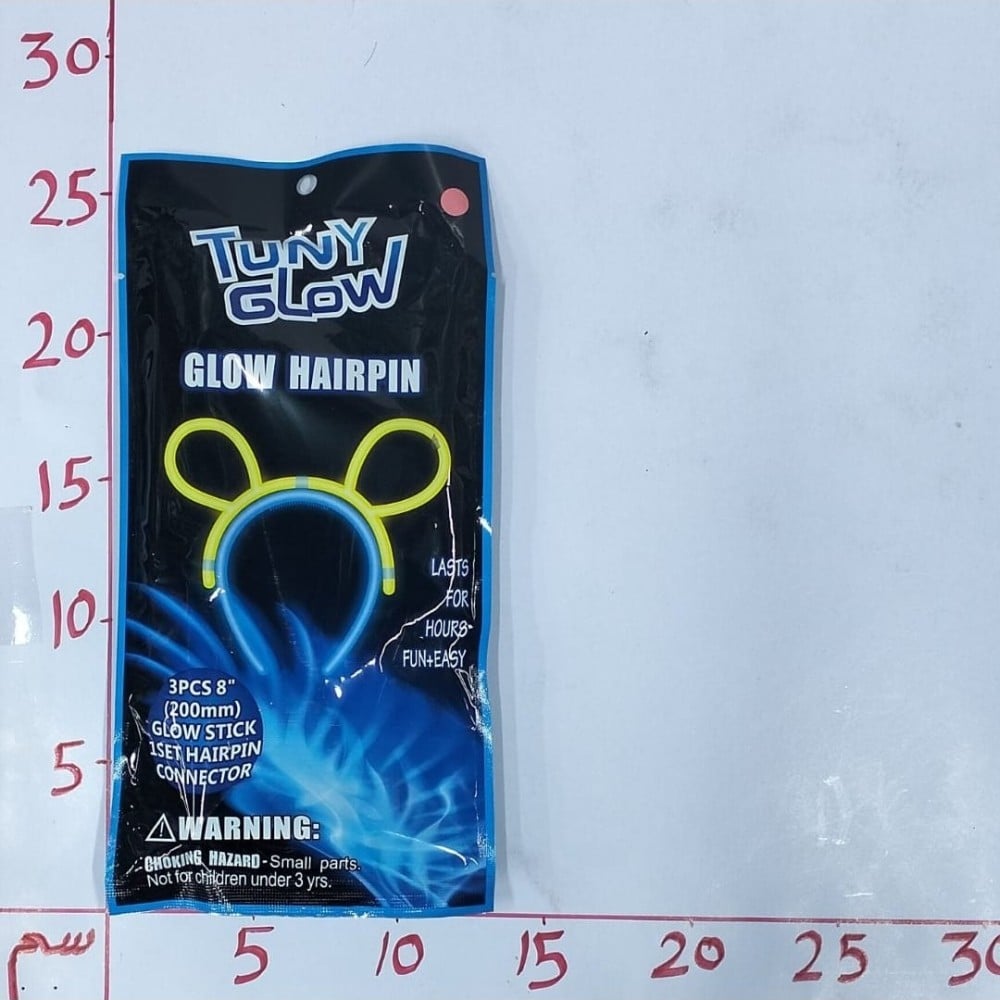 30
25
20
15
10
5
TUNY
GLOW
GLOW HAIRPIN
LASTS
FOR
HOURS
FUN+EASY
3PCS 8"
(200mm)
GLOW STICK
1SET HAIRPIN
CONNECTOR
⚠WARNING:
CHOKING HAZARD-Small parts.
Not for children under 3 yrs.
سم 5 10 15 20 25 30